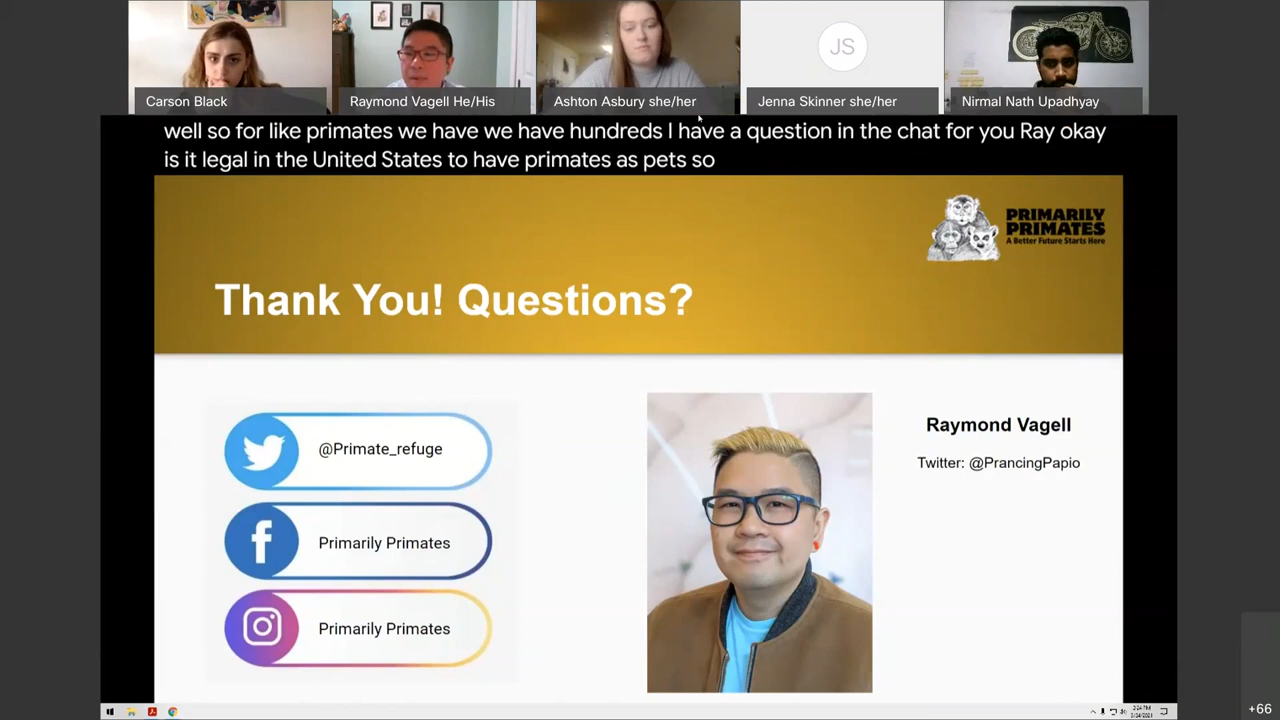 Carson Black
Raymond Vagell He/His
Ashton Asbury she/her
JS
Jenna Skinner she/her
Nirmal Nath Upadhyay
well so for like primates we have we have hundreds I have a question in the chat for you Ray okay
is it legal in the United States to have primates as pets so
PRIMARILY
PRIMATES
A Better Future Starts Here
Thank You! Questions?
@Primate_refuge
Primarily Primates
Primarily Primates
Raymond Vagell
Twitter: @PrancingPapio
+66